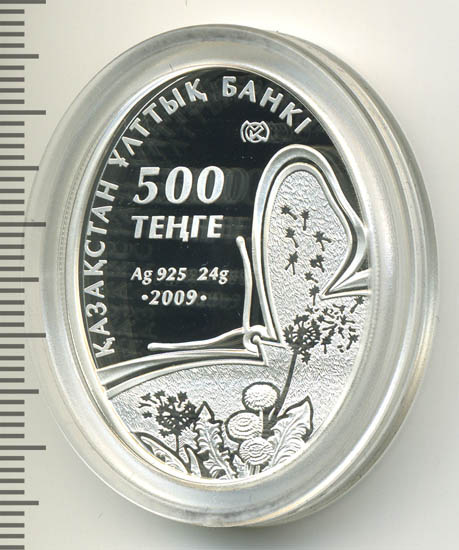 ҚАЗАҚСТАН ҰЛТТЫҚ БАНКІ
500
ТЕҢГЕ
Ag 925 24g
·2009·